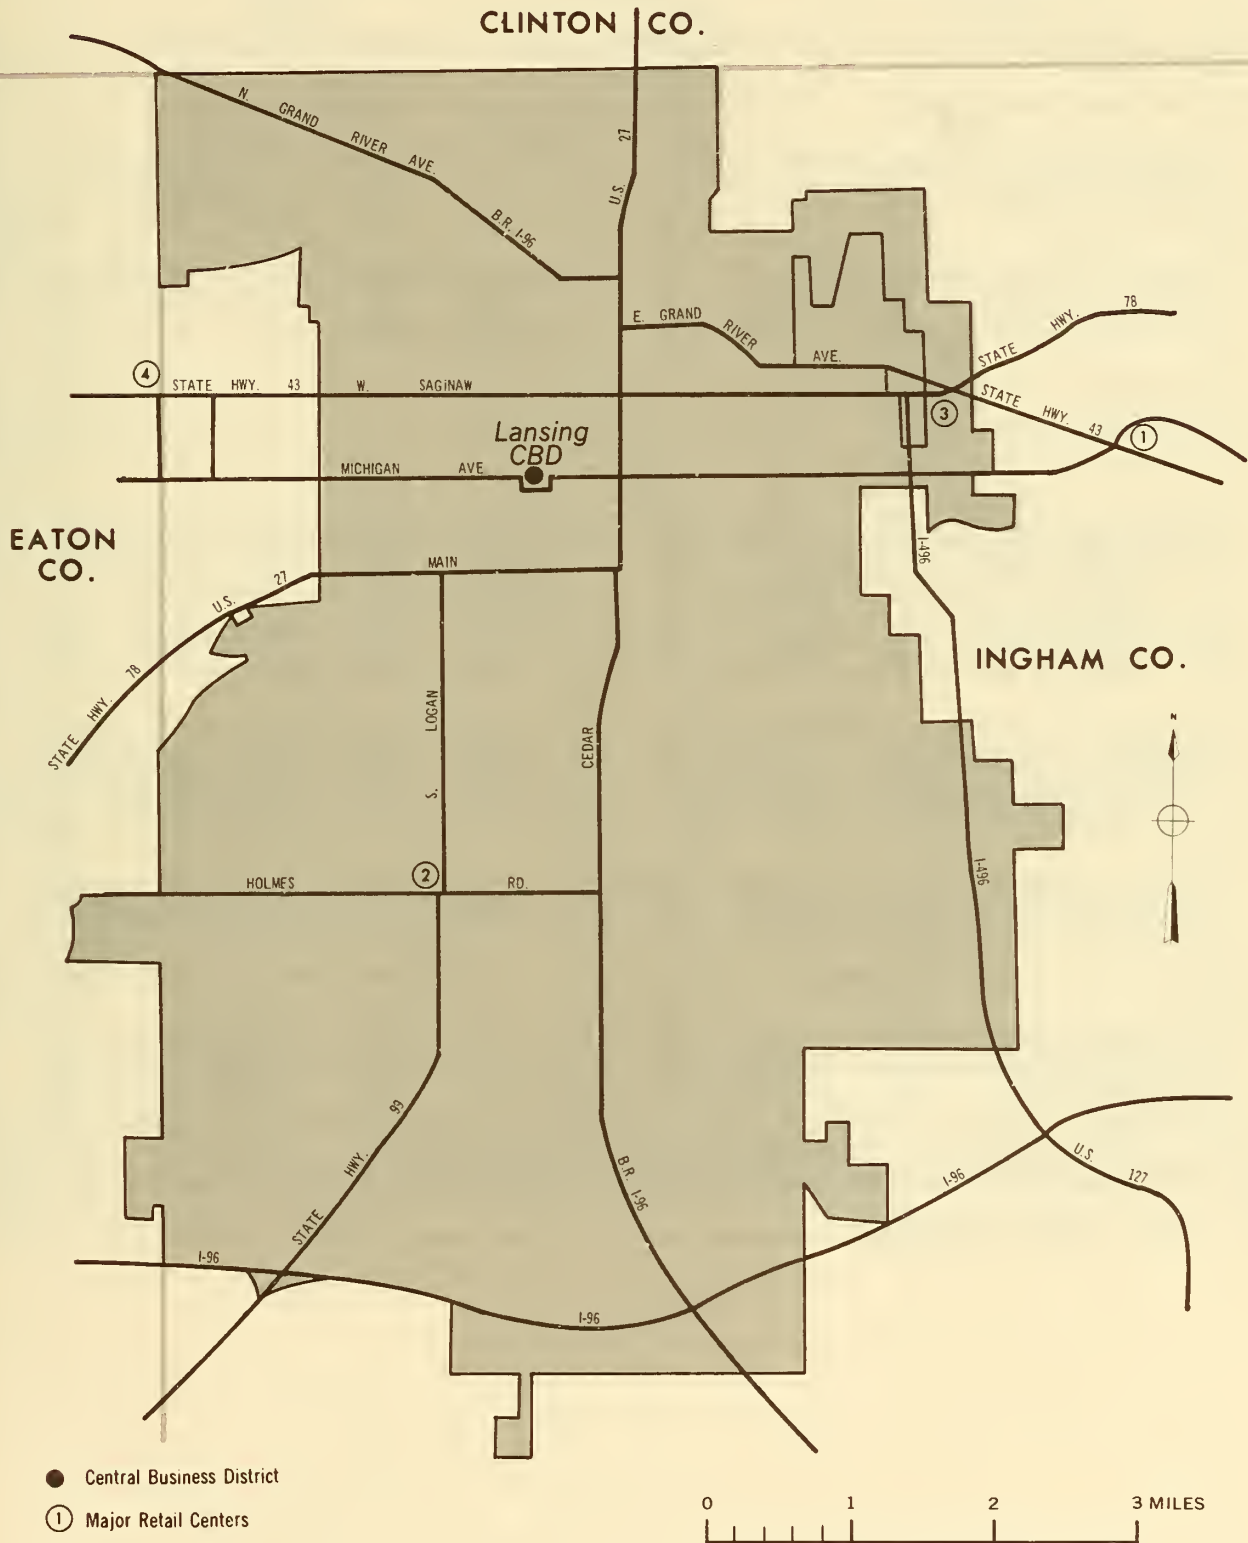 CLINTON CO.
N. GRAND RIVER AVE.
B.R. I-96
U.S. 27
E. GRAND RIVER AVE.
STATE HWY. 78
4
STATE HWY. 43 W. SAGINAW
3
STATE HWY. 43
1
Lansing
CBD
MICHIGAN AVE
EATON
CO.
MAIN
I-496
U.S. 27
STATE HWY. 78
INGHAM CO.
S. LOGAN
CEDAR
N
2
HOLMES RD.
I-496
STATE HWY. 99
B.R. I-96
I-96
U.S. 127
I-96
I-96
Central Business District
1 Major Retail Centers
0 1 2 3 MILES